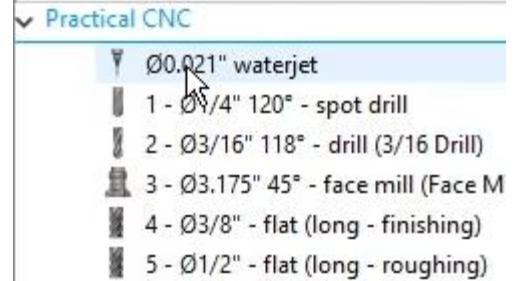 Practical CNC
Ø0.021" waterjet
1 - Ø1/4" 120° - spot drill
2 - Ø3/16" 118° - drill (3/16 Drill)
3 - Ø3.175" 45° - face mill (Face M
4 - Ø3/8" - flat (long - finishing)
5 - Ø1/2" - flat (long - roughing)